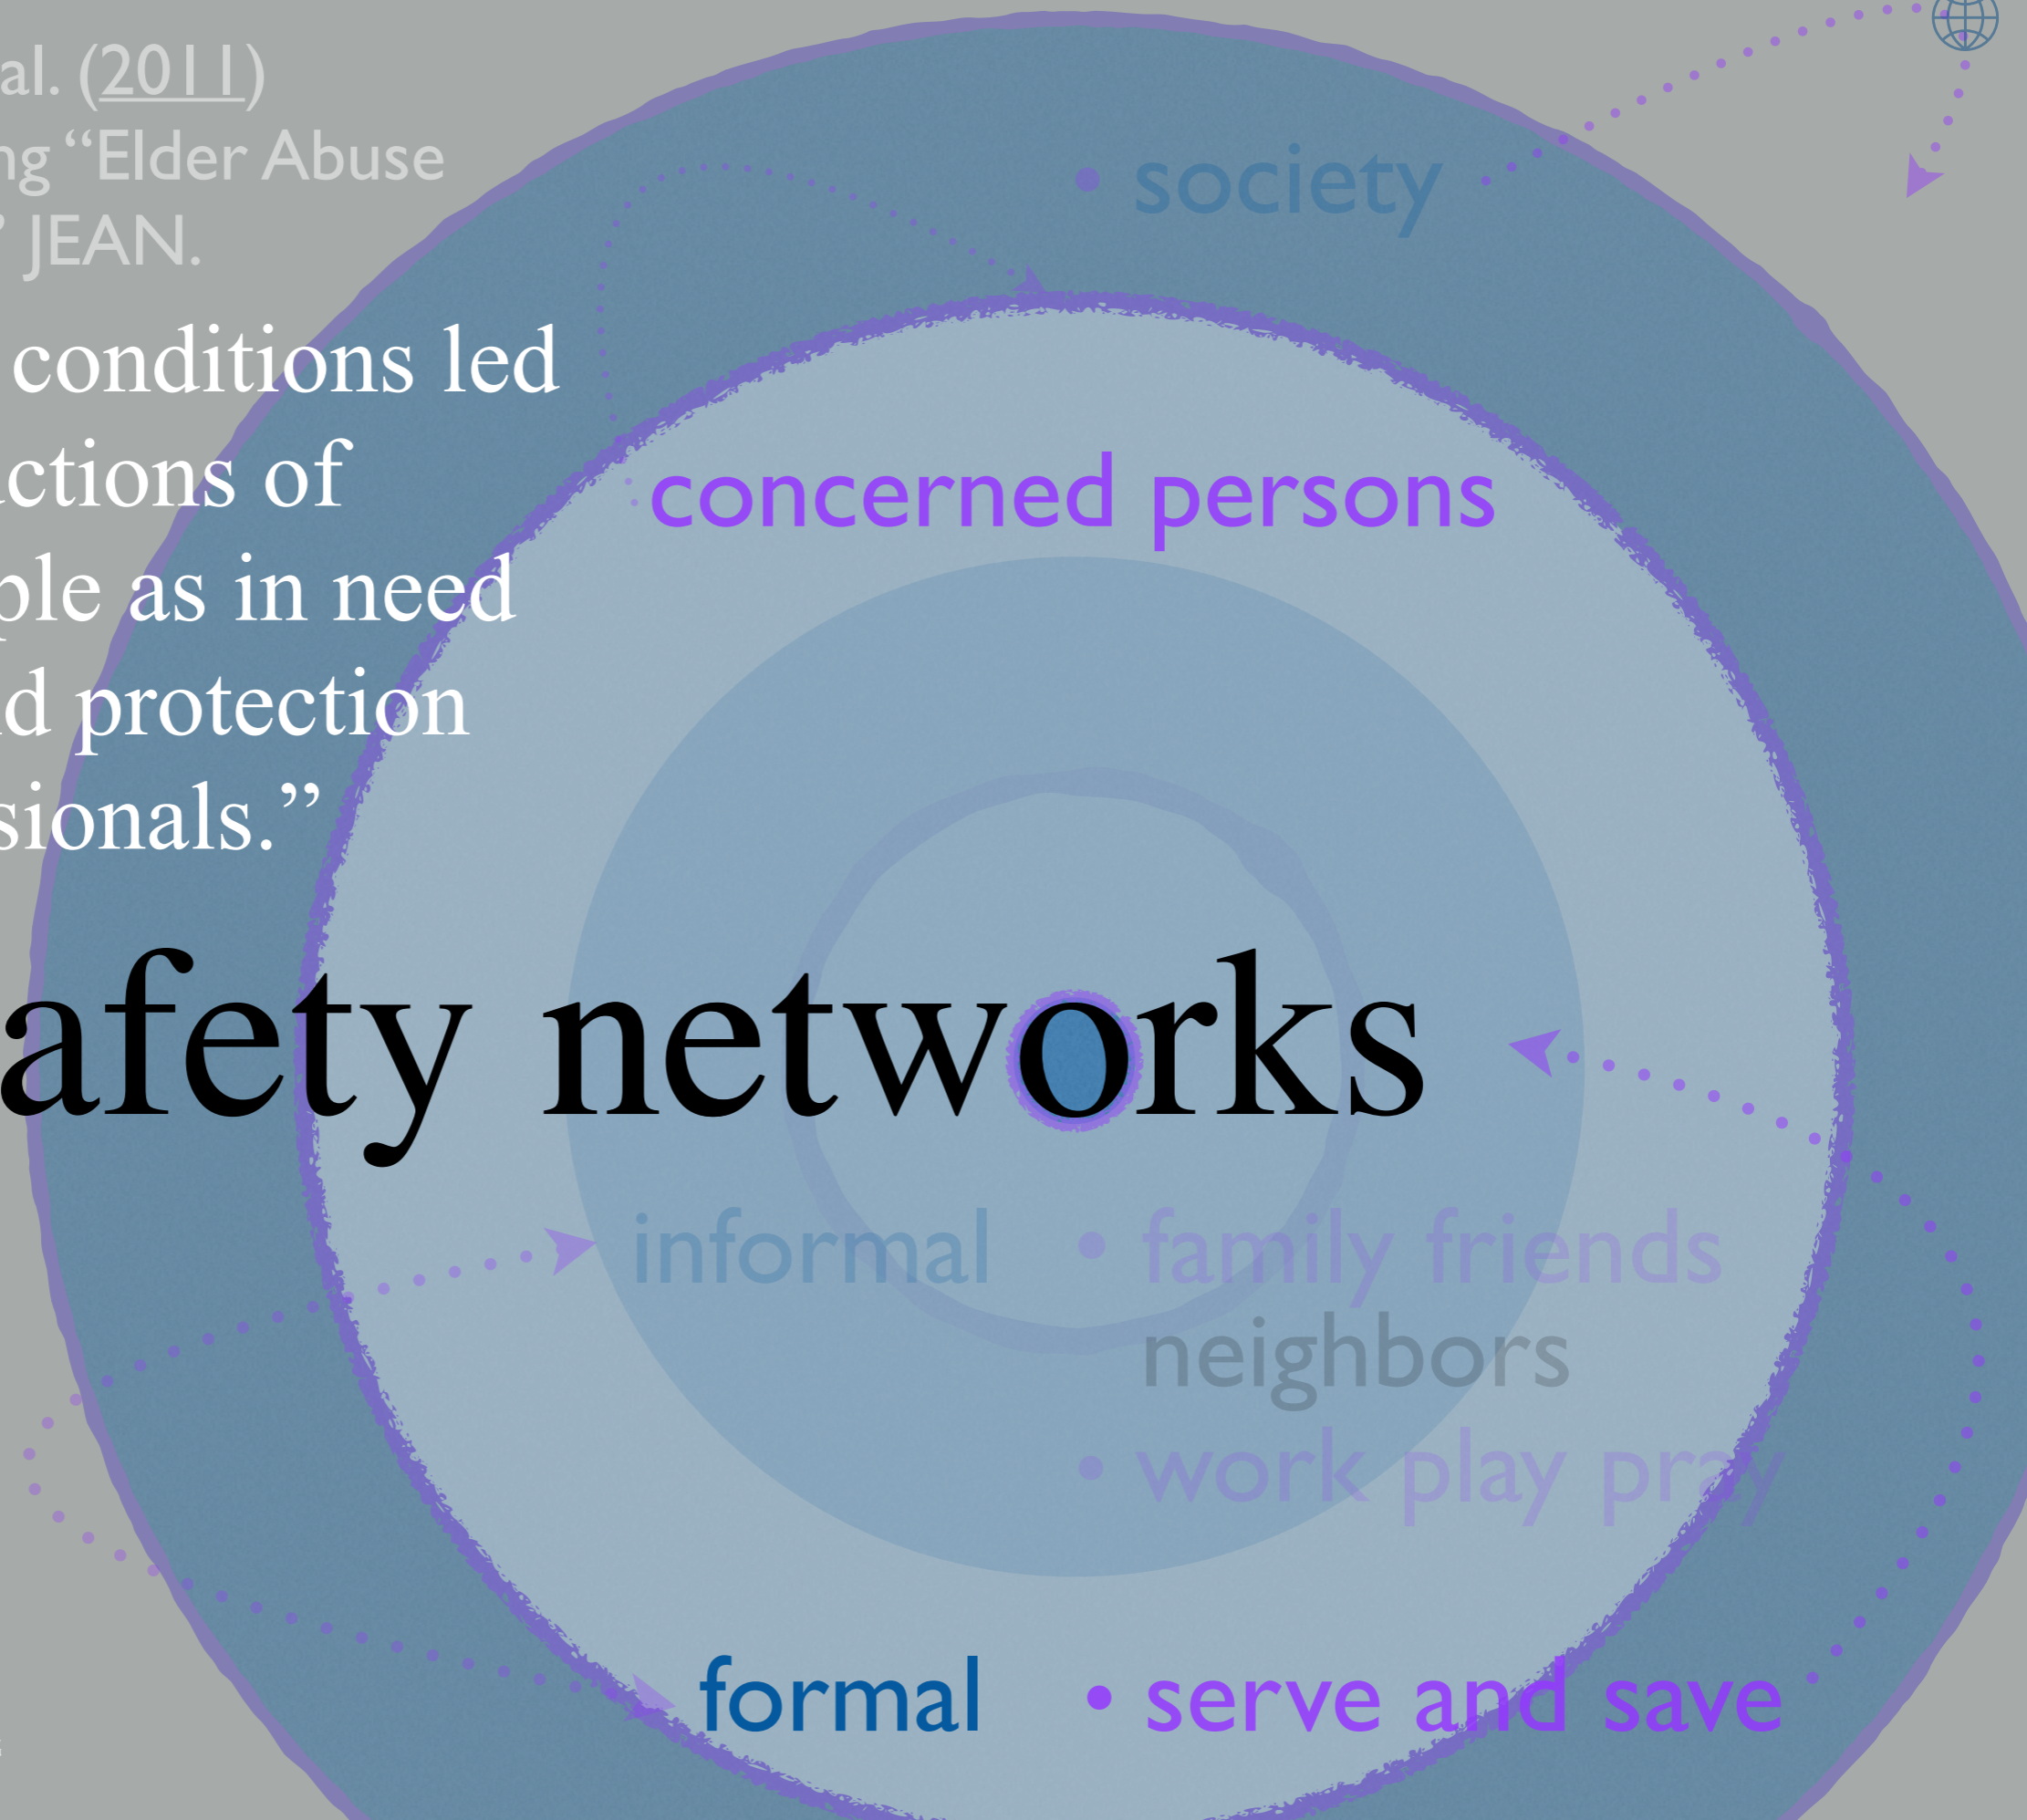 al. (2011)
ng “Elder Abuse
” JEAN.
conditions led
ctions of
ple as in need
d protection
sionals.”
• society
concerned persons
afety networks
informal • family friends
neighbors
• work play pray
formal • serve and save